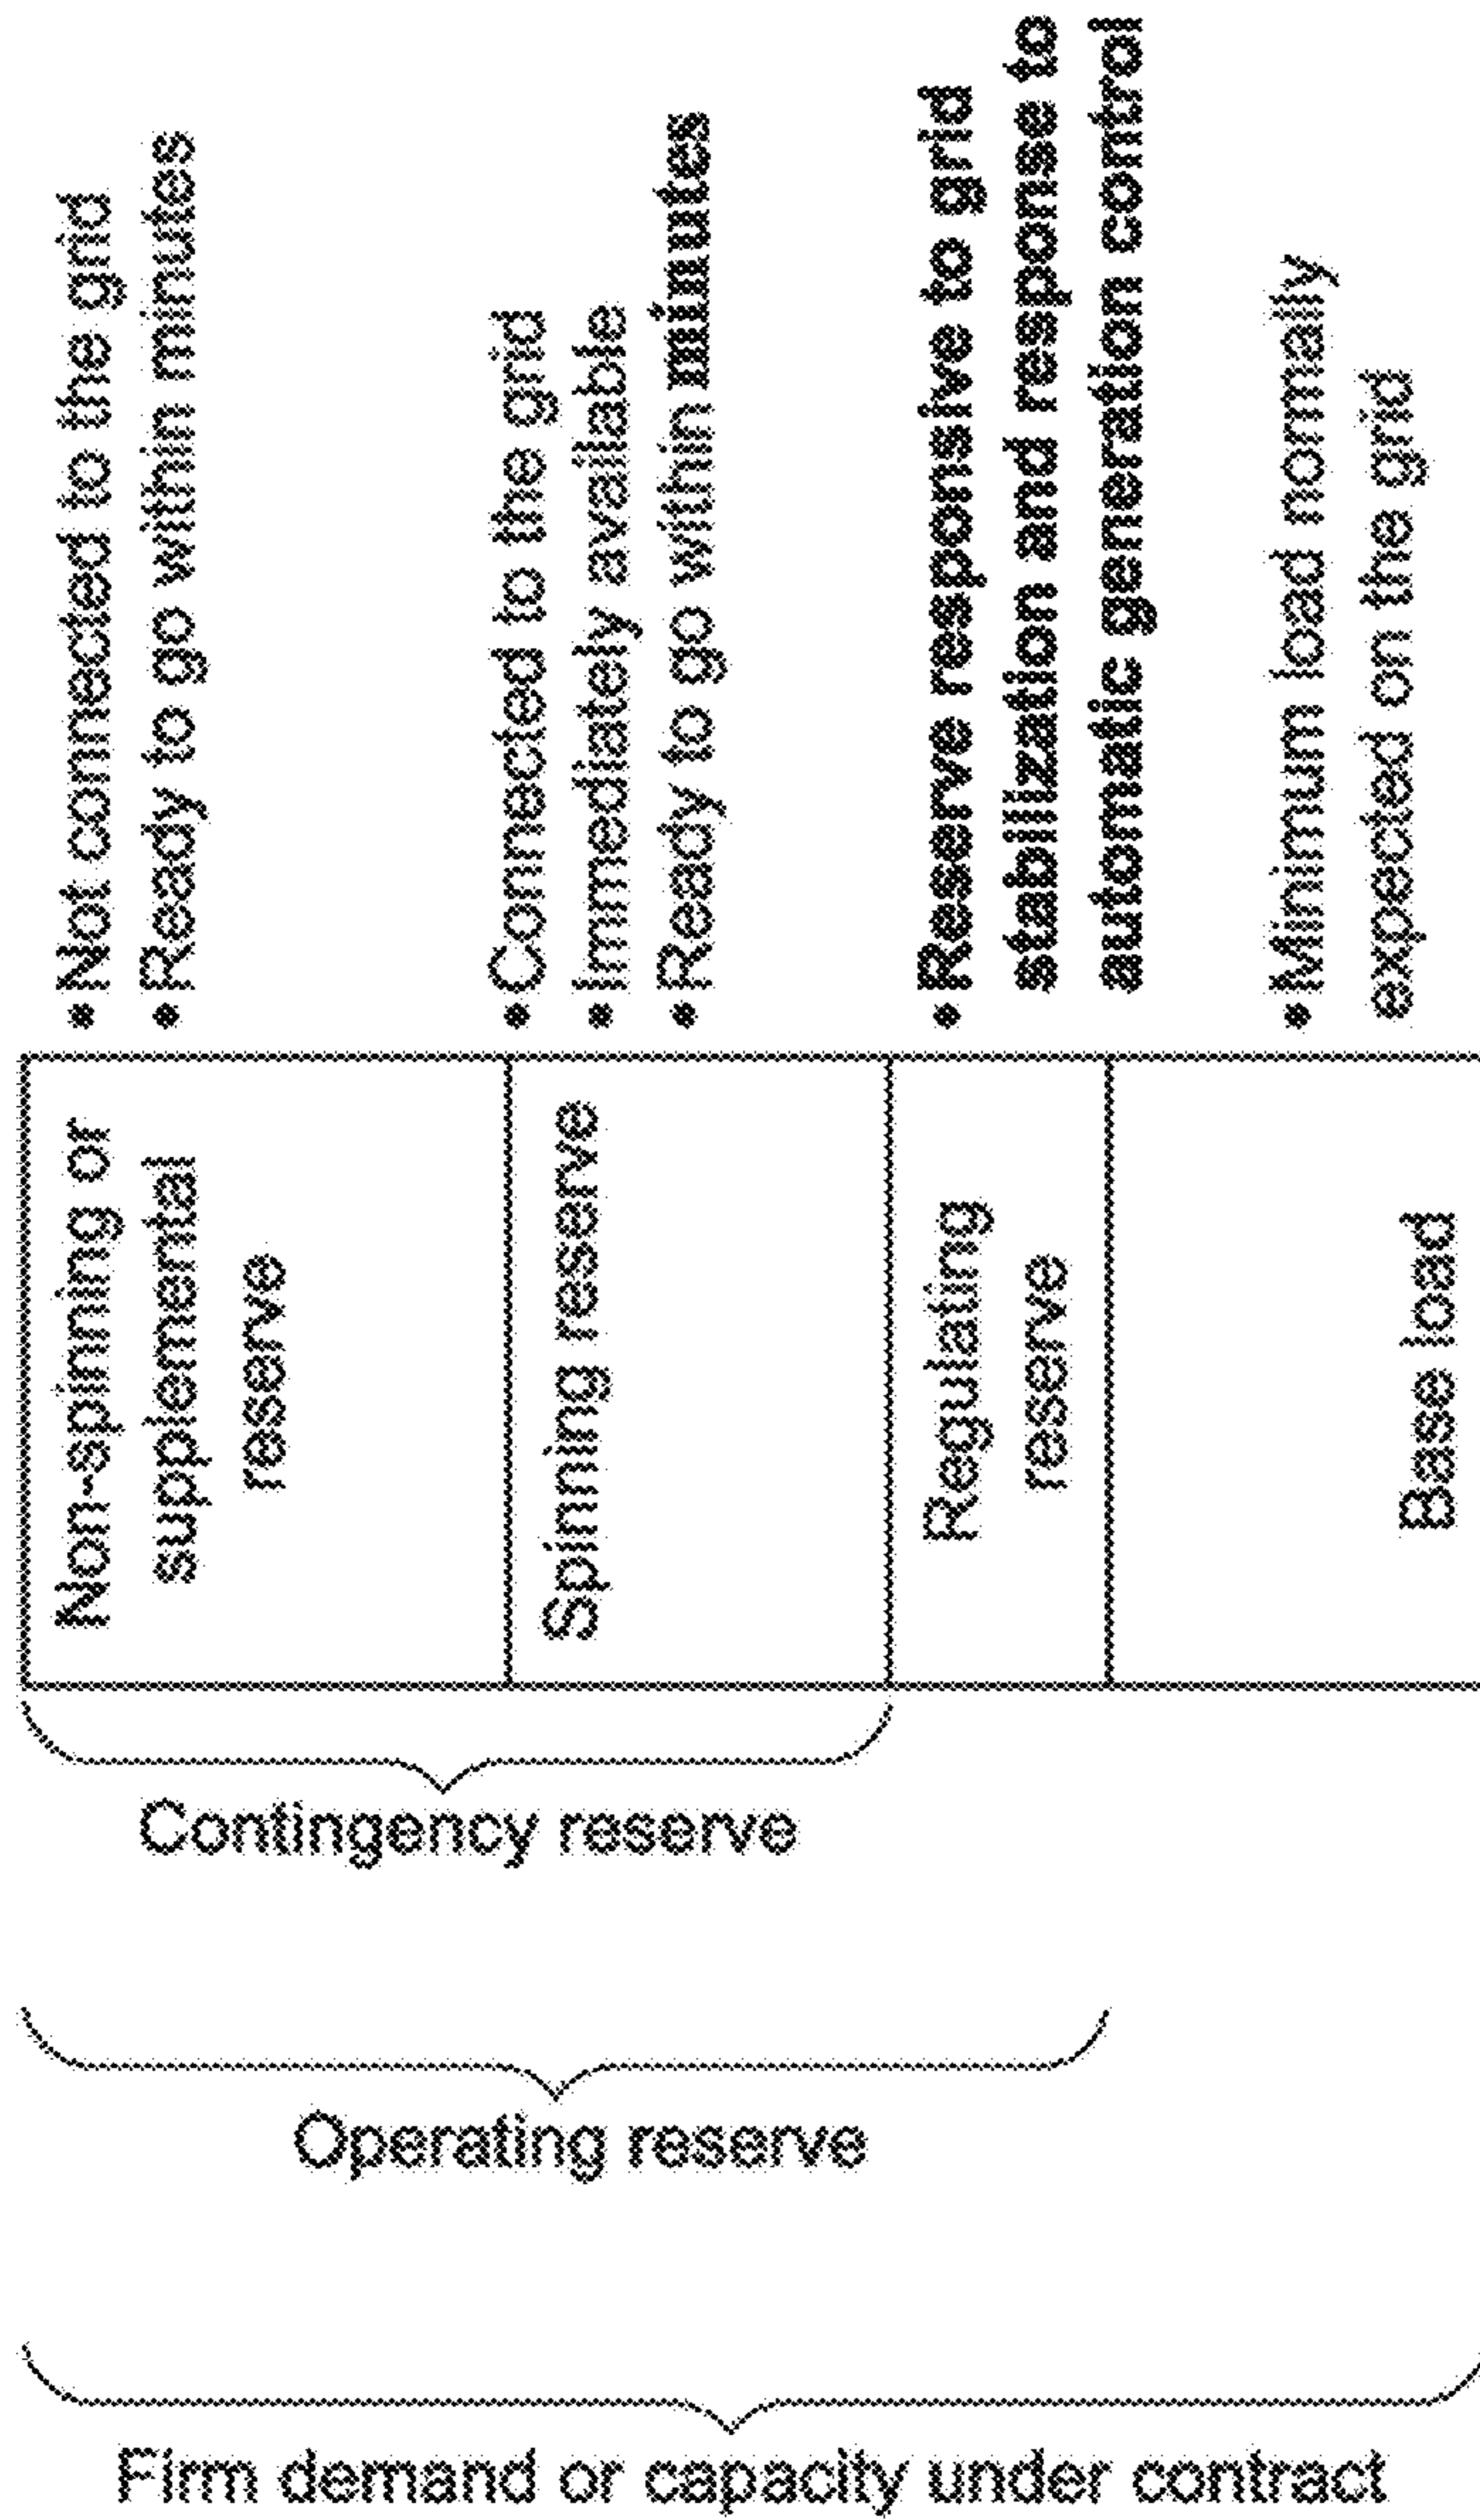 Non-spinning or
supplemental
reserve
• Not connected to the grid
• Ready to go within minutes
Spinning reserve
• Connected to the grid
• Immediately available
• Ready to go within minutes
Regulating
reserve
• Reserve responsive to grid
stabilization and response to
automatic generation control
Base load
• Minimum load normally
expected on the grid
Contingency reserve
Operating reserve
Firm demand or capacity under contract